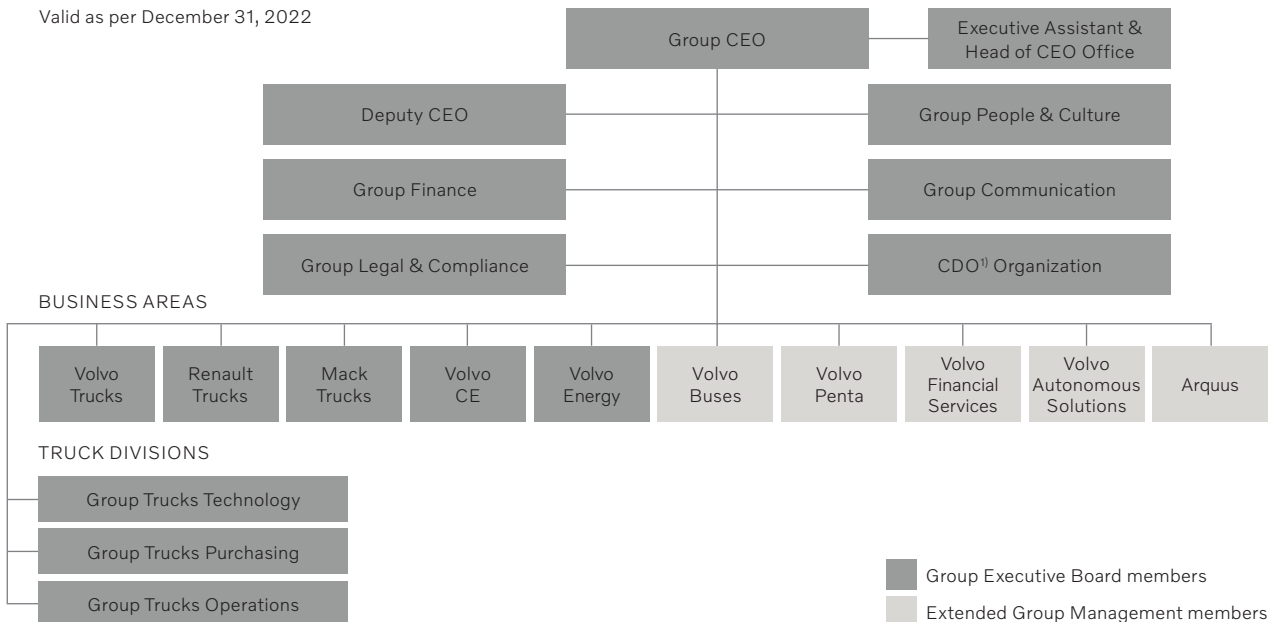 Valid as per December 31, 2022
Group CEO
Executive Assistant &
Head of CEO Office
Deputy CEO
Group People & Culture
Group Finance
Group Communication
Group Legal & Compliance
CDO¹⁾ Organization
BUSINESS AREAS
Volvo
Trucks
Renault
Trucks
Mack
Trucks
Volvo
CE
Volvo
Energy
Volvo
Buses
Volvo
Penta
Volvo
Financial
Services
Volvo
Autonomous
Solutions
Arquus
TRUCK DIVISIONS
Group Trucks Technology
Group Trucks Purchasing
Group Trucks Operations
Group Executive Board members
Extended Group Management members